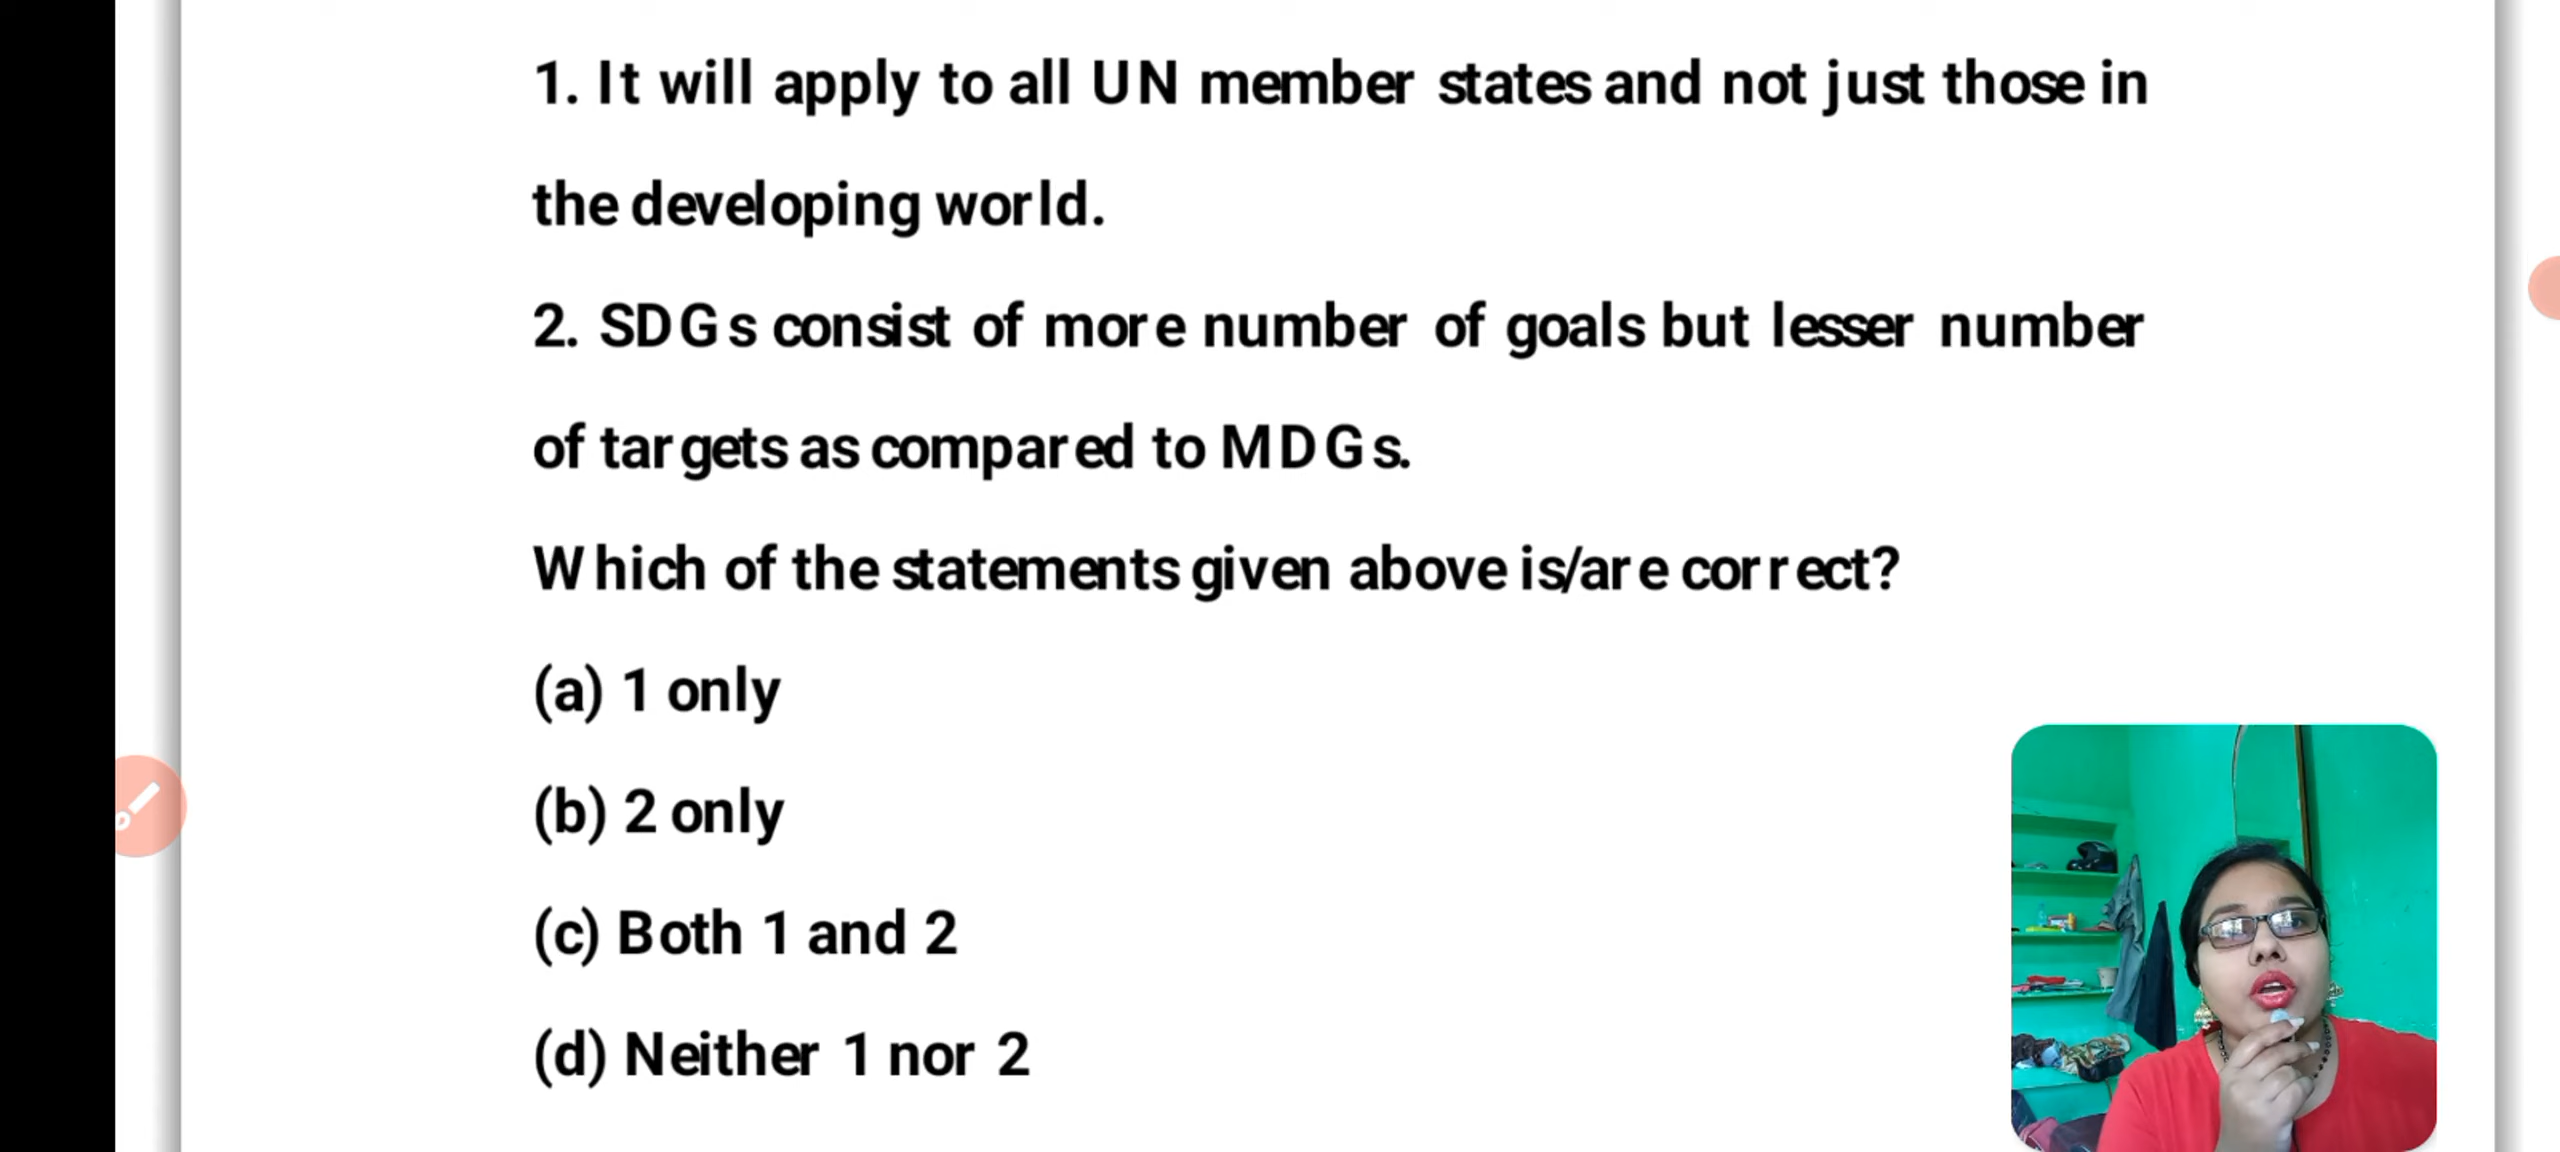 1. It will apply to all UN member states and not just those in
the developing world.
2. SDGs consist of more number of goals but lesser number
of targets as compared to MDGs.
Which of the statements given above is/are correct?
(a) 1 only
(b) 2 only
(c) Both 1 and 2
(d) Neither 1 nor 2